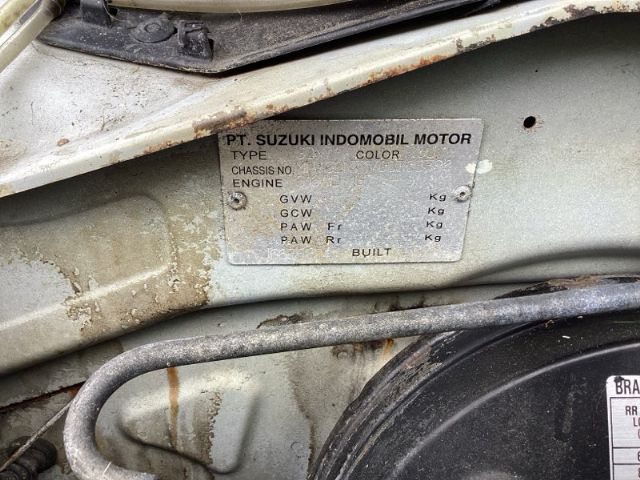 PT. SUZUKI INDOMOBIL MOTOR
TYPE COLOR
CHASSIS NO.
ENGINE
GVW Kg
GCW Kg
PAW Fr Kg
PAW Rr Kg
BUILT
BRA
RR